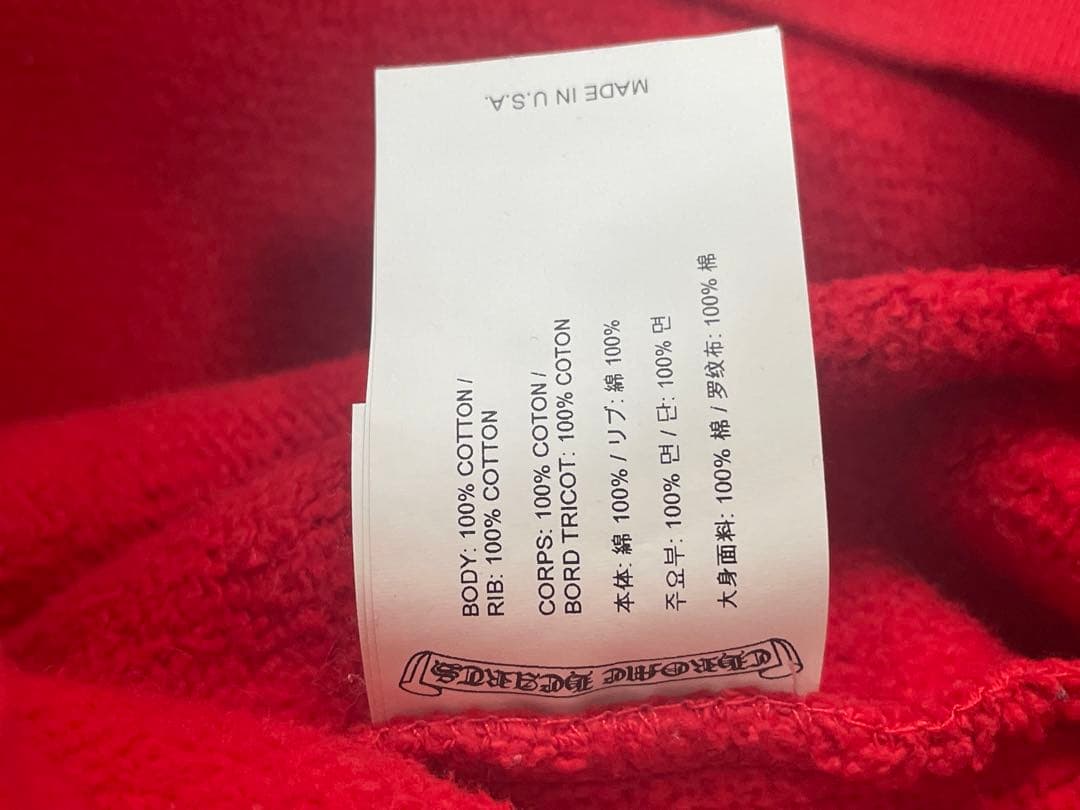 MADE IN U.S.A.
BODY: 100% COTTON /
RIB: 100% COTTON
CORPS: 100% COTON /
BORD TRICOT: 100% COTON
本体: 綿 100% / リブ: 綿 100%
주요부: 100% 면 / 단: 100% 면
大身面料: 100% 棉 / 罗纹布: 100% 棉
CHROME HEARTS